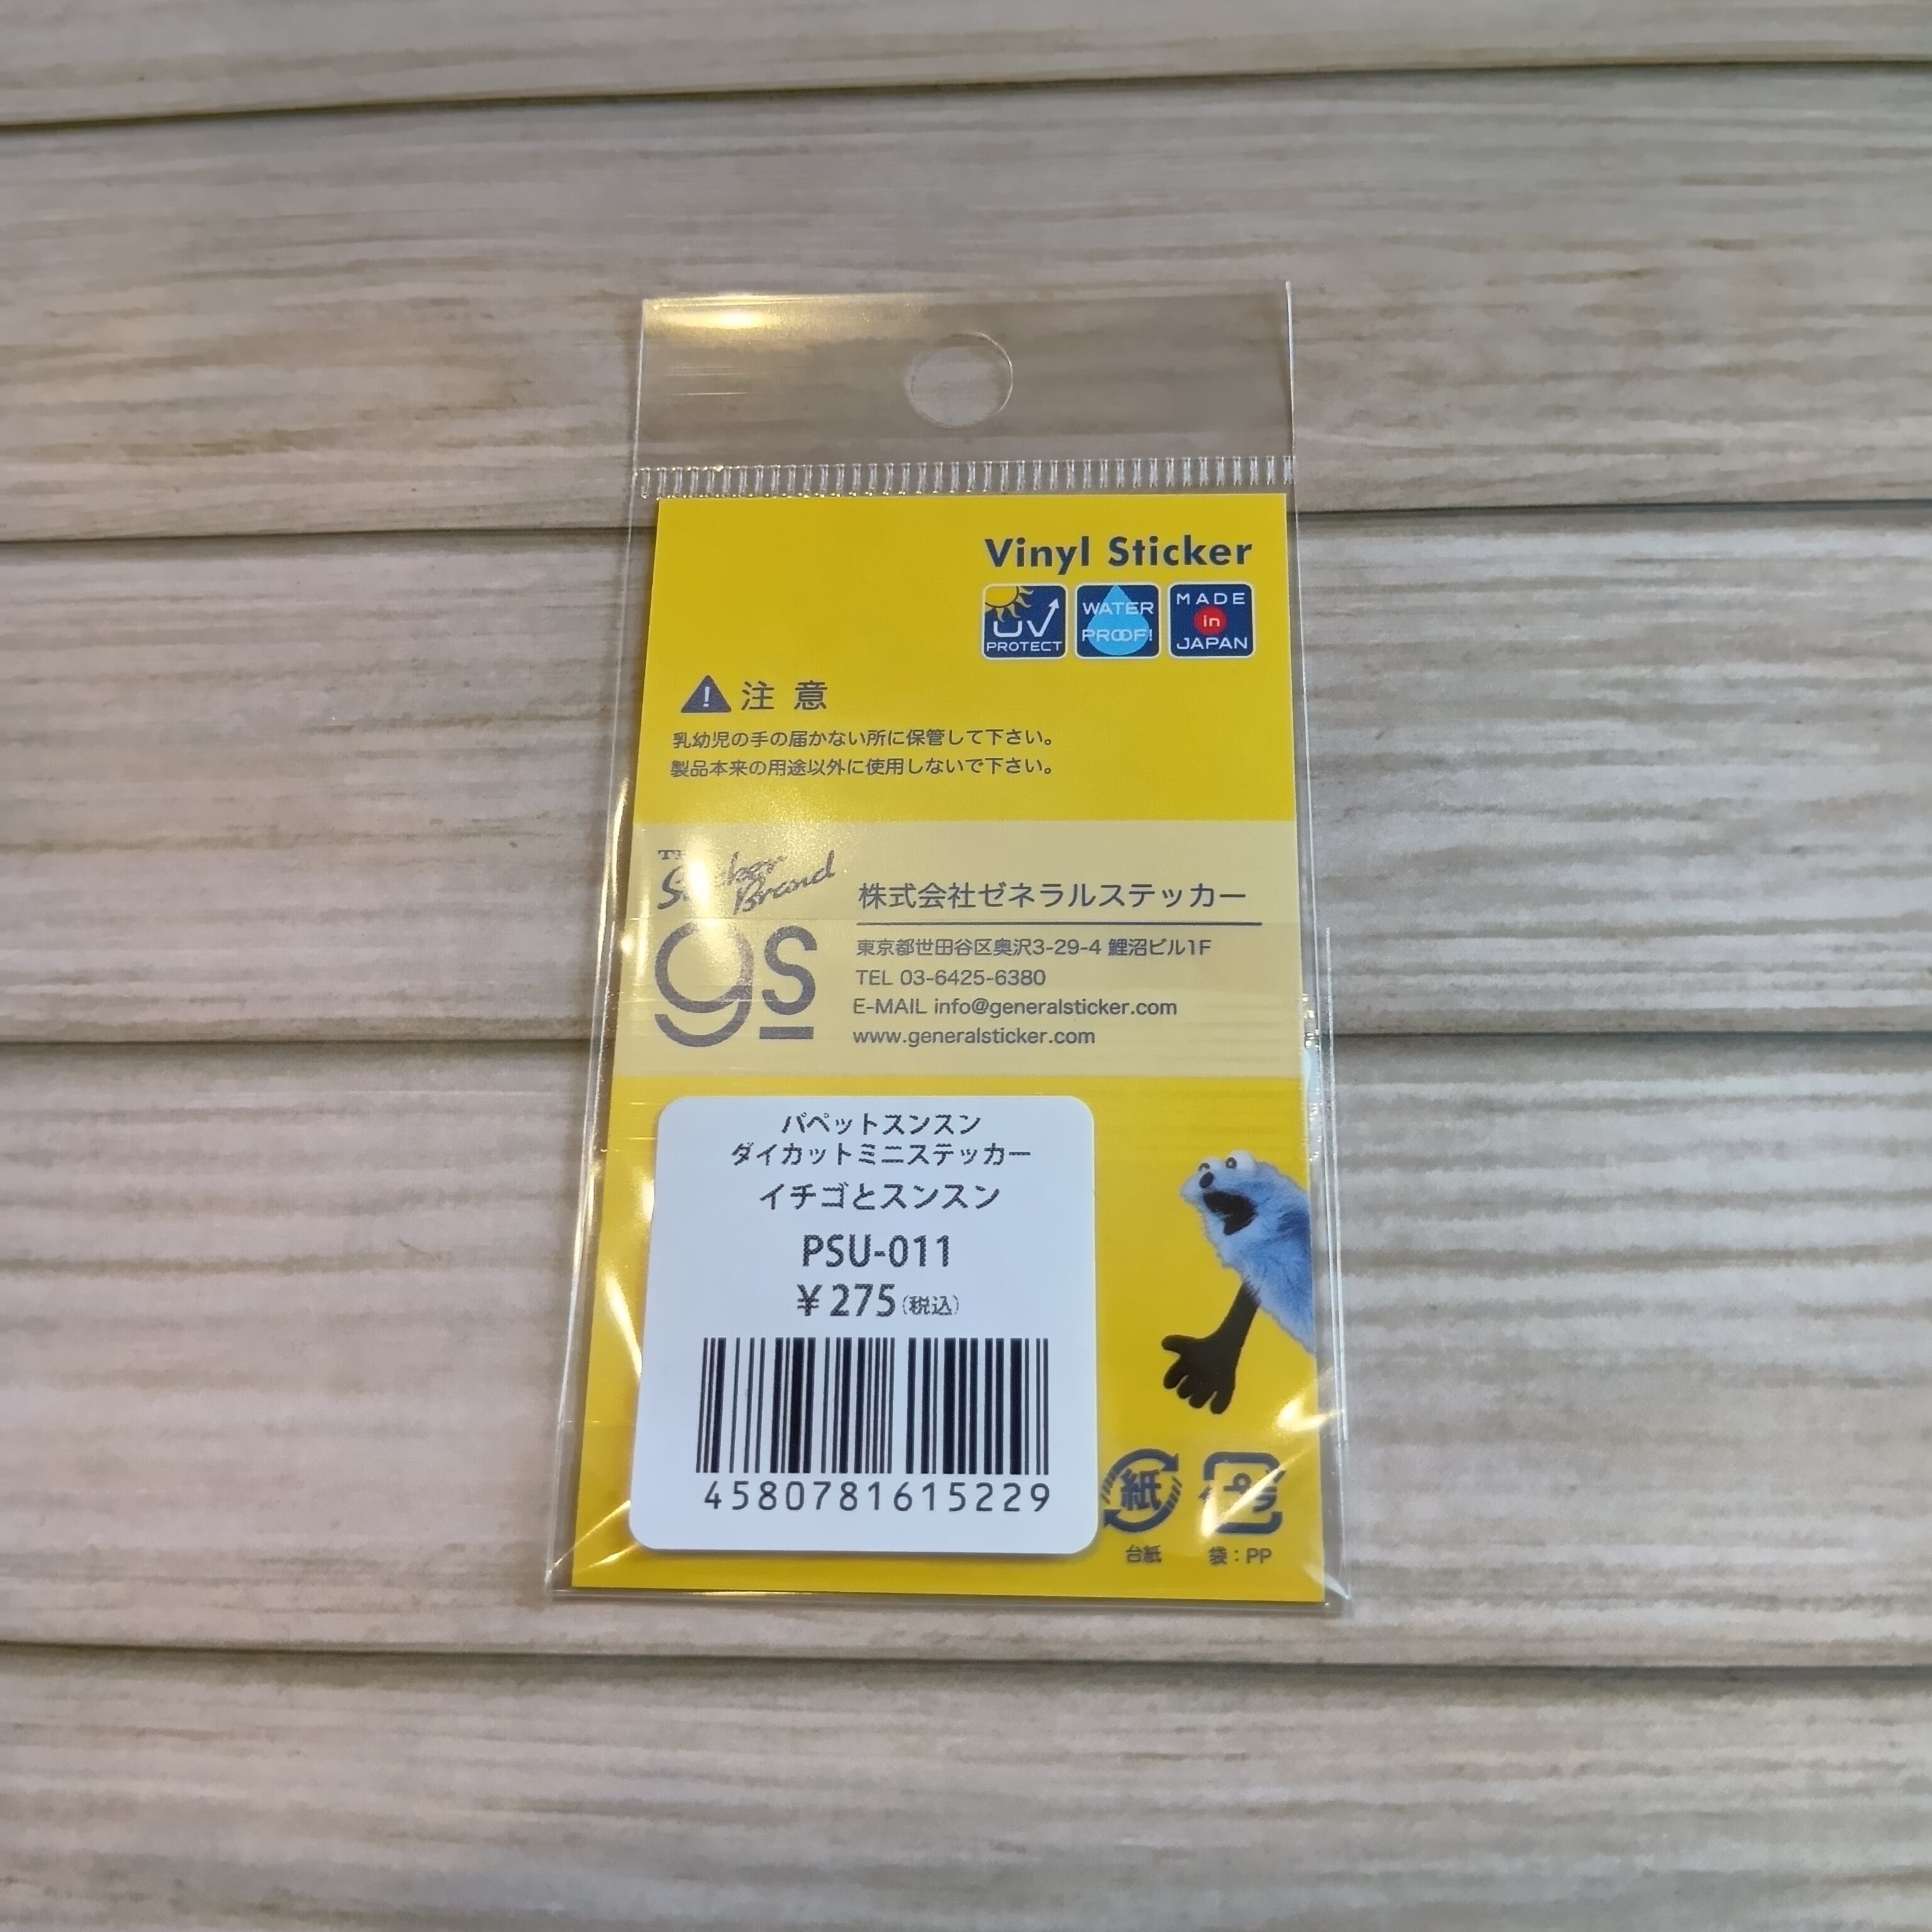 Vinyl Sticker
UV
PROTECT
WATER
PROOF!
MADE
in
JAPAN
注意
乳幼児の手の届かない所に保管して下さい。
製品本来の用途以外に使用しないで下さい。
Brand
gs
株式会社ゼネラルステッカー
東京都世田谷区奥沢3-29-4 鯉沼ビル1F
TEL 03-6425-6380
E-MAIL info@generalsticker.com
www.generalsticker.com
パペットスンスン
ダイカットミニステッカー
イチゴとスンスン
PSU-011
¥275(税込)
4580781615229
紙
プラ
台紙
袋：PP